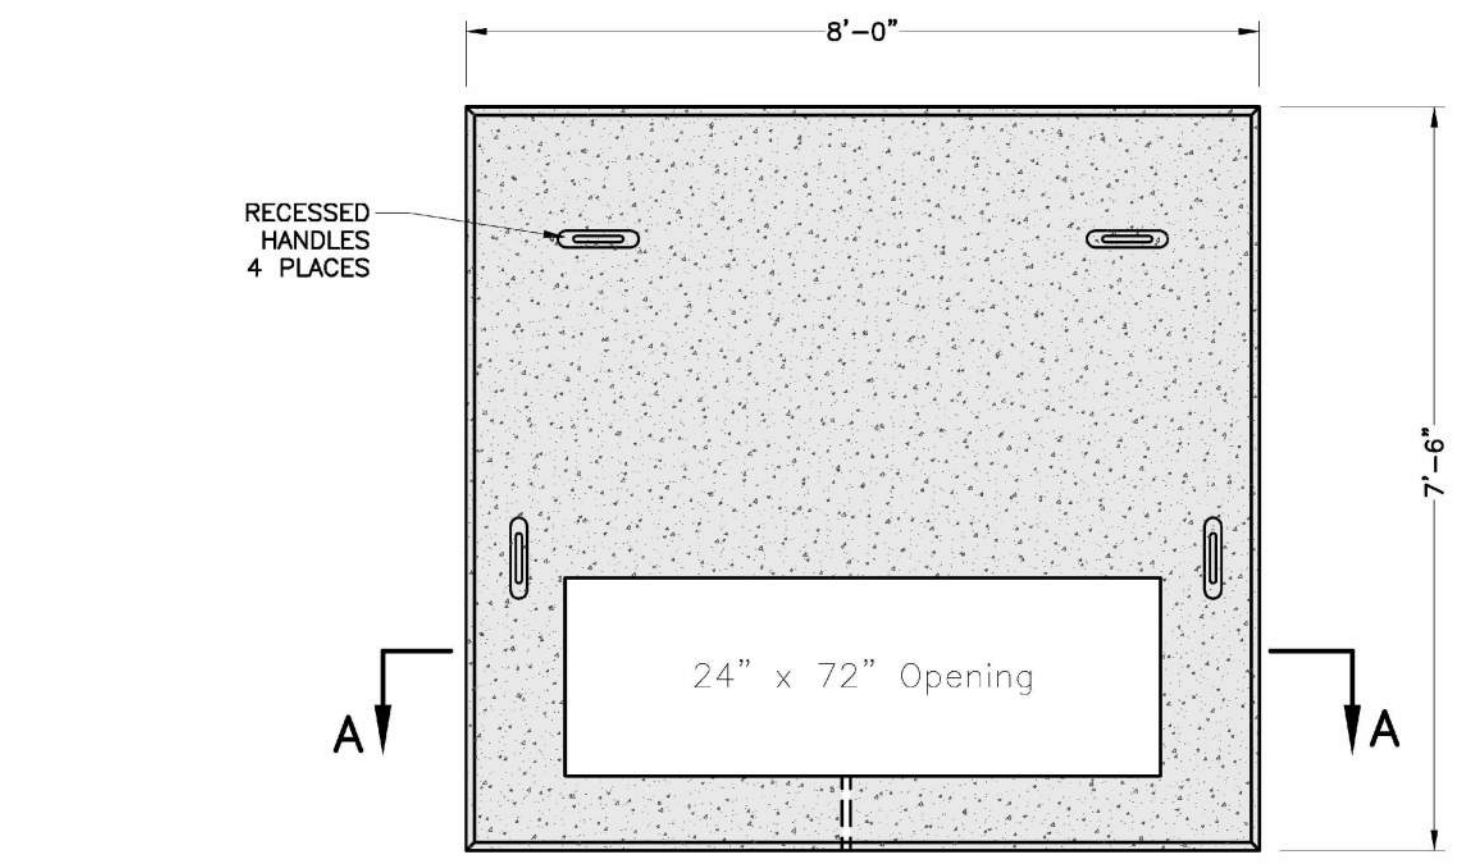 8’-0”
RECESSED
HANDLES
4 PLACES
7’-6”
24” x 72” Opening
A
A